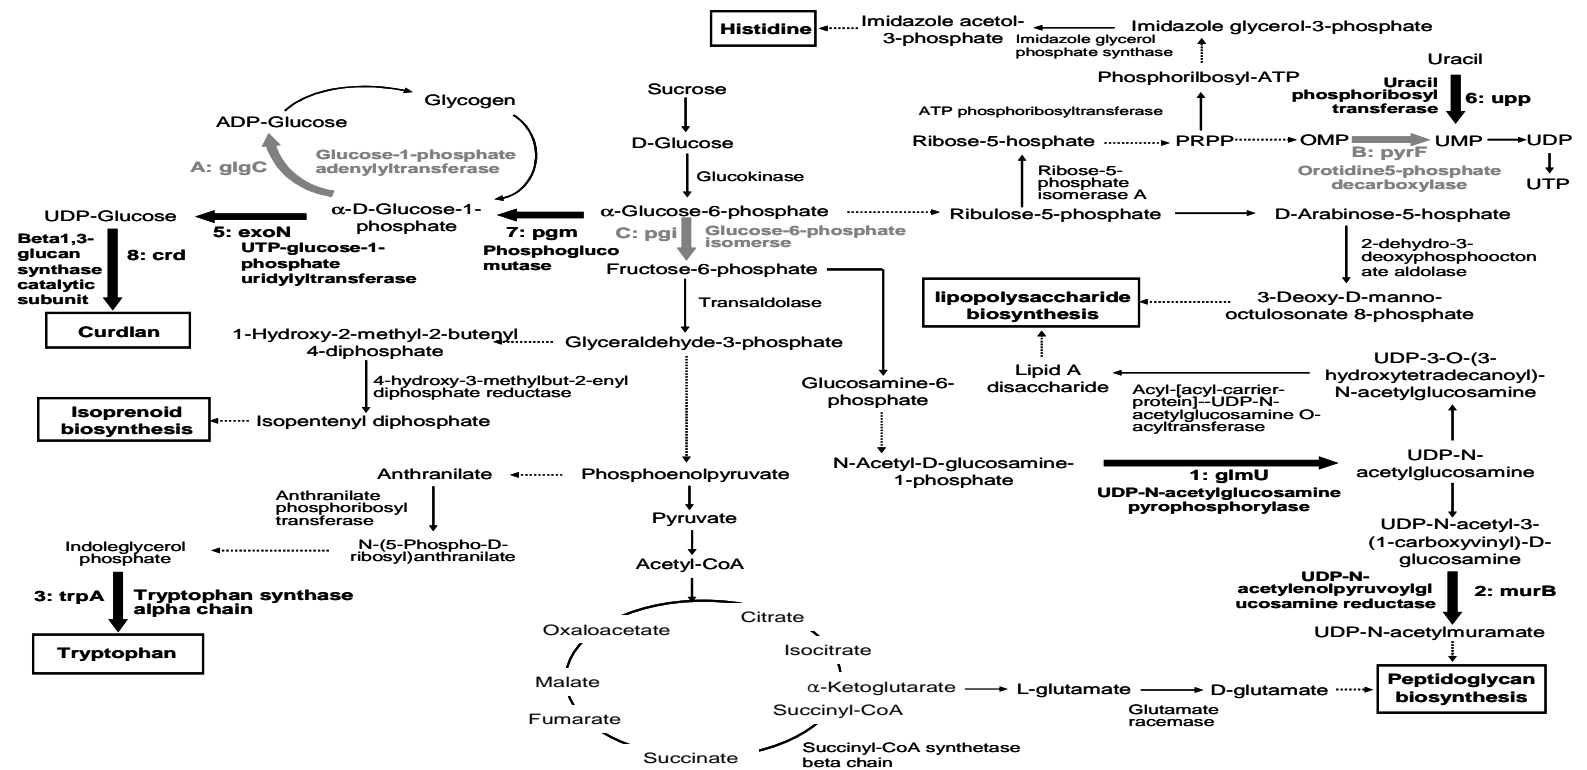 Histidine
Imidazole acetol-
3-phosphate
Imidazole glycerol-3-phosphate
Imidazole glycerol
phosphate synthase
Uracil
Phosphorilbosyl-ATP
Uracil
phosphoribosyl
transferase
6: upp
Sucrose
Glycogen
ADP-Glucose
ATP phosphoribosyltransferase
D-Glucose
Ribose-5-hosphate
PRPP
OMP
UMP
UDP
A: glgC
Glucose-1-phosphate
adenylyltransferase
B: pyrF
Orotidine5-phosphate
decarboxylase
UTP
Glucokinase
Ribose-5-
phosphate
isomerase A
UDP-Glucose
α-D-Glucose-1-
phosphate
α-Glucose-6-phosphate
Ribulose-5-phosphate
D-Arabinose-5-hosphate
5: exoN
UTP-glucose-1-
phosphate
uridylyltransferase
7: pgm
Phosphogluco
mutase
C: pgi
Glucose-6-phosphate
isomerse
Beta1,3-
glucan
synthase
catalytic
subunit
8: crd
2-dehydro-3-
deoxyphosphooocton
ate aldolase
Fructose-6-phosphate
Transaldolase
lipopolysaccharide
biosynthesis
3-Deoxy-D-manno-
octulosonate 8-phosphate
Curdlan
1-Hydroxy-2-methyl-2-butenyl
4-diphosphate
Glyceraldehyde-3-phosphate
Lipid A
disaccharide
UDP-3-O-(3-
hydroxytetradecanoyl)-
N-acetylglucosamine
4-hydroxy-3-methylbut-2-enyl
diphosphate reductase
Glucosamine-6-
phosphate
Acyl-[acyl-carrier-
protein]--UDP-N-
acetylglucosamine O-
acyltransferase
Isoprenoid
biosynthesis
Isopentenyl diphosphate
Anthranilate
Phosphoenolpyruvate
N-Acetyl-D-glucosamine-
1-phosphate
1: glmU
UDP-N-acetylglucosamine
pyrophosphorylase
UDP-N-
acetylglucosamine
Anthranilate
phosphoribosyl
transferase
Pyruvate
UDP-N-acetyl-3-
(1-carboxyvinyl)-D-
glucosamine
Indoleglycerol
phosphate
N-(5-Phospho-D-
ribosyl)anthranilate
Acetyl-CoA
3: trpA
Tryptophan synthase
alpha chain
UDP-N-
acetylenolpyruvoylgl
ucosamine reductase
2: murB
Tryptophan
Oxaloacetate
Citrate
Isocitrate
UDP-N-acetylmuramate
Malate
α-Ketoglutarate
L-glutamate
D-glutamate
Glutamate
racemase
Peptidoglycan
biosynthesis
Fumarate
Succinyl-CoA
Succinate
Succinyl-CoA synthetase
beta chain